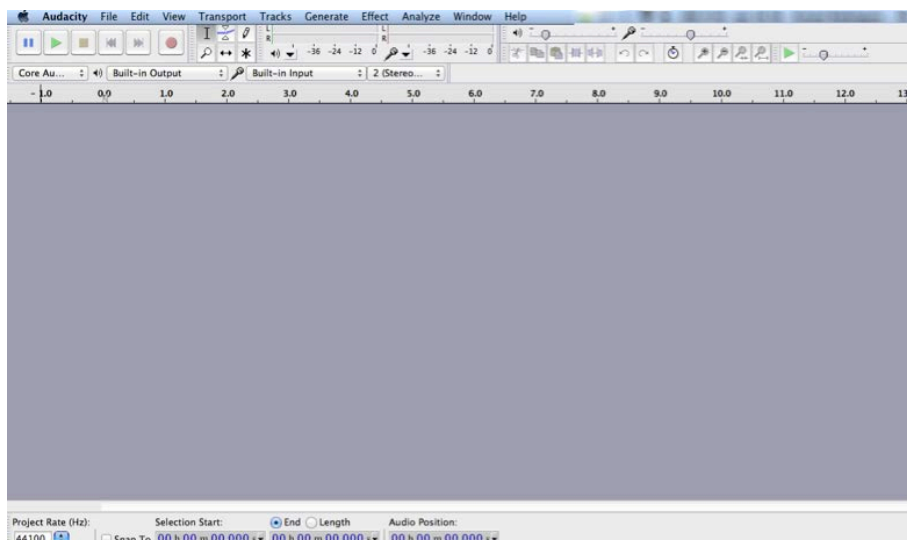 Audacity File Edit View Transport Tracks Generate Effect Analyze Window Help
L
R
L
R
-36 -24 -12 0
-36 -24 -12 0
Core Au... Built-in Output Built-in Input 2 (Stereo...
- 1.0 0.0 1.0 2.0 3.0 4.0 5.0 6.0 7.0 8.0 9.0 10.0 11.0 12.0 13
Project Rate (Hz): Selection Start: End Length Audio Position:
44100 Snap To 00 h 00 m 00.000 s 00 h 00 m 00.000 s 00 h 00 m 00.000 s